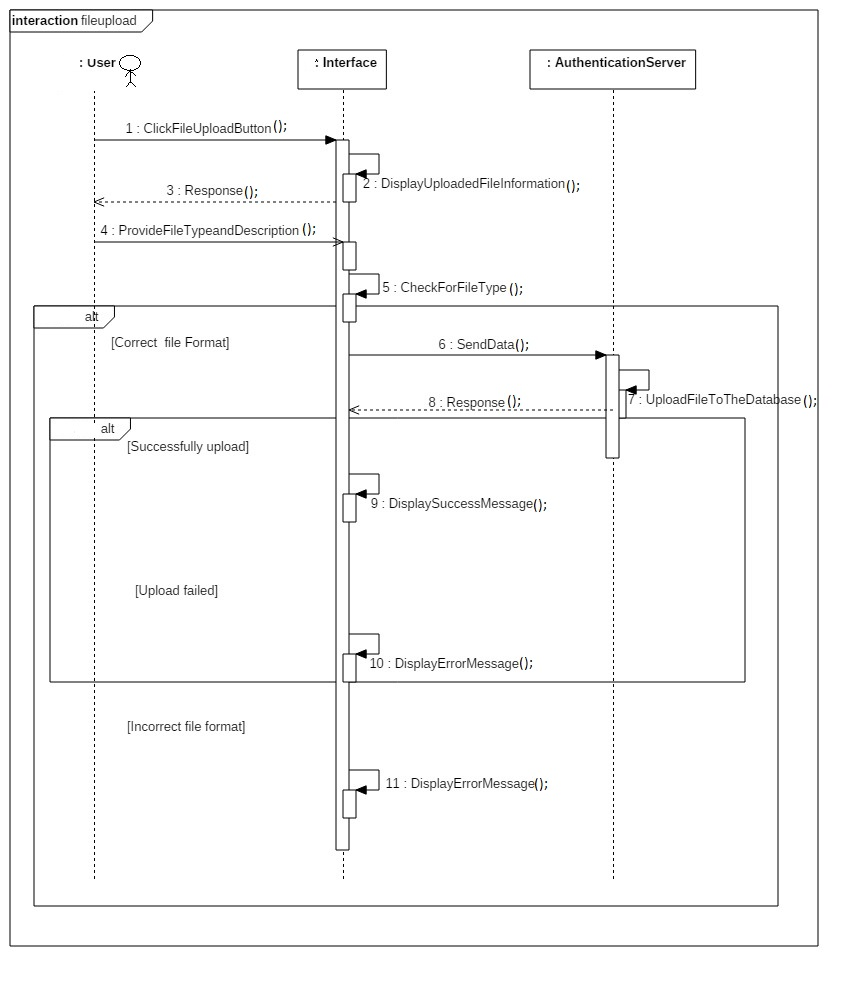 interaction fileupload
: User
: Interface
: AuthenticationServer
1 : ClickFileUploadButton();
2 : DisplayUploadedFileInformation();
3 : Response();
4 : ProvideFileTypeandDescription ();
5 : CheckForFileType();
alt
[Correct file Format]
6 : SendData();
7 : UploadFileToTheDatabase();
8 : Response ();
alt
[Successfully upload]
9 : DisplaySuccessMessage();
[Upload failed]
10 : DisplayErrorMessage();
[Incorrect file format]
11 : DisplayErrorMessage();